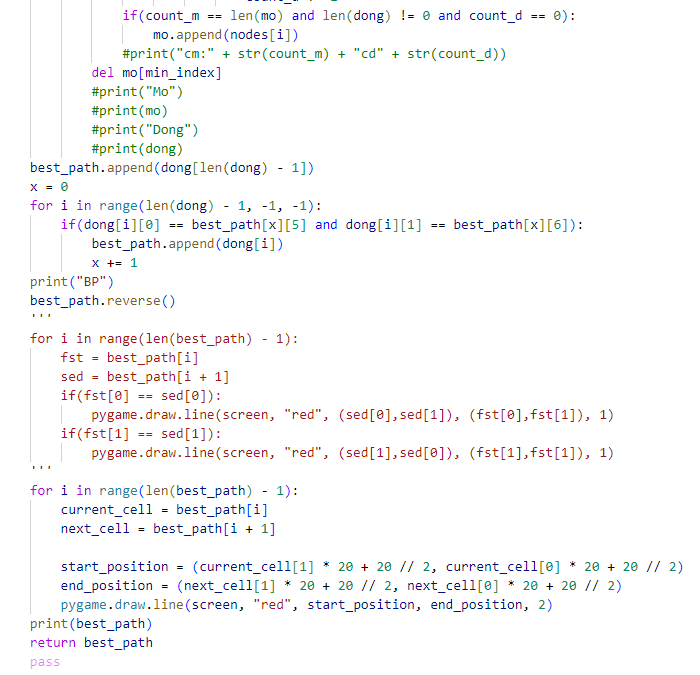 if(count_m == len(mo) and len(dong) != 0 and count_d == 0):
mo.append(nodes[i])
#print("cm:" + str(count_m) + "cd" + str(count_d))
del mo[min_index]
#print("Mo")
#print(mo)
#print("Dong")
#print(dong)
best_path.append(dong[len(dong) - 1])
x = 0
for i in range(len(dong) - 1, -1, -1):
if(dong[i][0] == best_path[x][5] and dong[i][1] == best_path[x][6]):
best_path.append(dong[i])
x += 1
print("BP")
best_path.reverse()
'''
for i in range(len(best_path) - 1):
fst = best_path[i]
sed = best_path[i + 1]
if(fst[0] == sed[0]):
pygame.draw.line(screen, "red", (sed[0],sed[1]), (fst[0],fst[1]), 1)
if(fst[1] == sed[1]):
pygame.draw.line(screen, "red", (sed[1],sed[0]), (fst[1],fst[1]), 1)
'''
for i in range(len(best_path) - 1):
current_cell = best_path[i]
next_cell = best_path[i + 1]
start_position = (current_cell[1] * 20 + 20 // 2, current_cell[0] * 20 + 20 // 2)
end_position = (next_cell[1] * 20 + 20 // 2, next_cell[0] * 20 + 20 // 2)
pygame.draw.line(screen, "red", start_position, end_position, 2)
print(best_path)
return best_path
pass